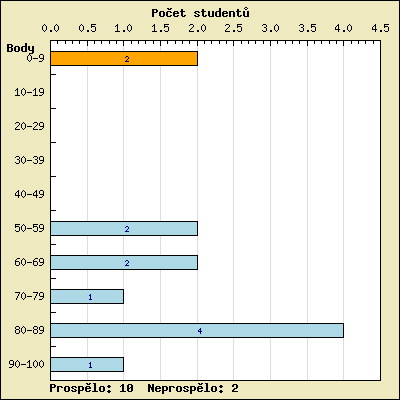 Počet studentů
0.0 0.5 1.0 1.5 2.0 2.5 3.0 3.5 4.0 4.5
Body
0-9 2
10-19
20-29
30-39
40-49
50-59 2
60-69 2
70-79 1
80-89 4
90-100 1
Prospělo: 10 Neprospělo: 2